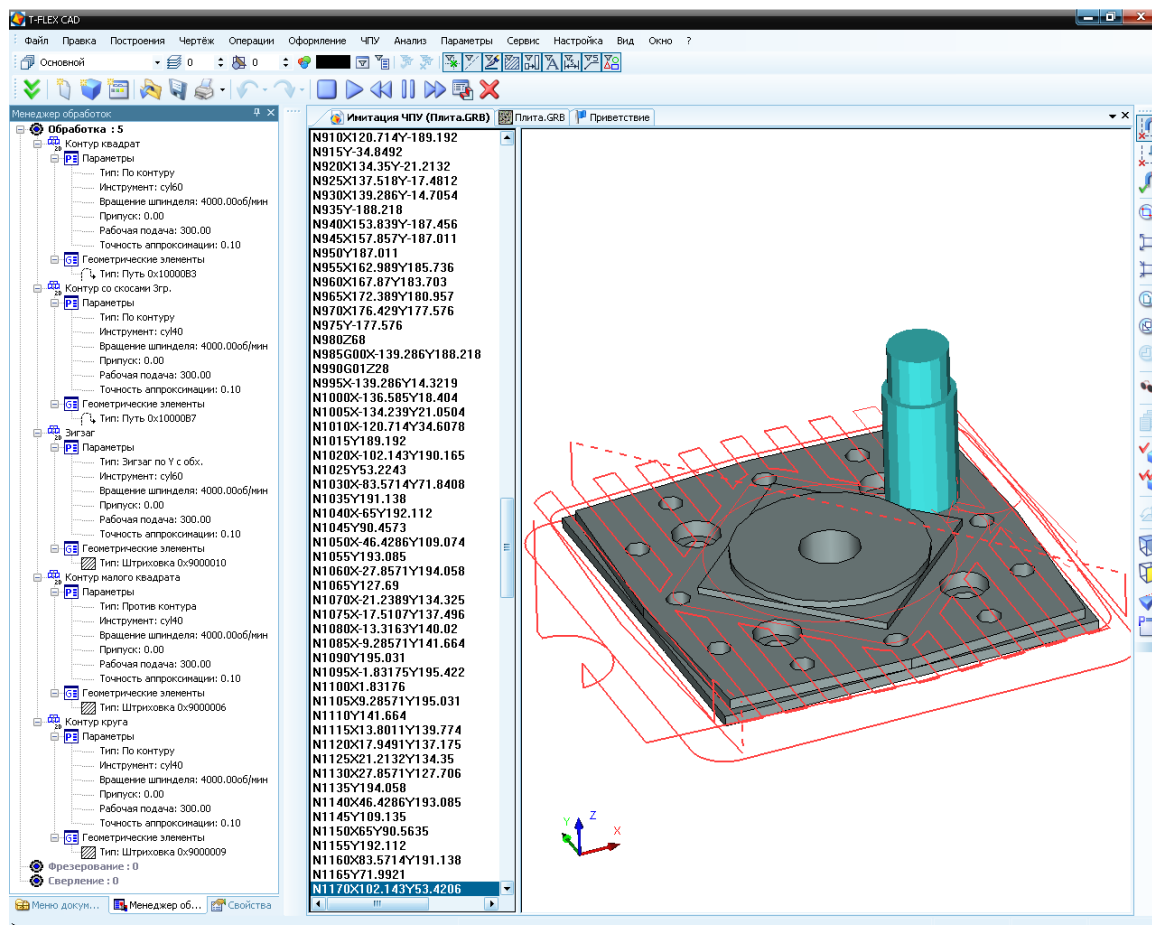 T-FLEX CAD
Файл Правка Построения Чертёж Операции Оформление ЧПУ Анализ Параметры Сервис Настройка Вид Окно ?
Основной 0 0
Менеджер обработок
Обработка : 5
Контур квадрат
Параметры
Тип: По контуру
Инструмент: cyl60
Вращение шпинделя: 4000.00об/мин
Припуск: 0.00
Рабочая подача: 300.00
Точность аппроксимации: 0.10
Геометрические элементы
Тип: Путь 0x10000B3
Контур со скосами 3гр.
Параметры
Тип: По контуру
Инструмент: cyl40
Вращение шпинделя: 4000.00об/мин
Припуск: 0.00
Рабочая подача: 300.00
Точность аппроксимации: 0.10
Геометрические элементы
Тип: Путь 0x10000B7
Зигзаг
Параметры
Тип: Зигзаг по Y с обх.
Инструмент: cyl60
Вращение шпинделя: 4000.00об/мин
Припуск: 0.00
Рабочая подача: 300.00
Точность аппроксимации: 0.10
Геометрические элементы
Тип: Штриховка 0x9000010
Контур малого квадрата
Параметры
Тип: Против контура
Инструмент: cyl40
Вращение шпинделя: 4000.00об/мин
Припуск: 0.00
Рабочая подача: 300.00
Точность аппроксимации: 0.10
Геометрические элементы
Тип: Штриховка 0x9000006
Контур круга
Параметры
Тип: По контуру
Инструмент: cyl40
Вращение шпинделя: 4000.00об/мин
Припуск: 0.00
Рабочая подача: 300.00
Точность аппроксимации: 0.10
Геометрические элементы
Тип: Штриховка 0x9000009
Фрезерование : 0
Сверление : 0
Меню докум... Менеджер об... Свойства
Имитация ЧПУ (Плита.GRB) Плита.GRB Приветствие
N910X120.714Y-189.192
N915Y-34.8492
N920X134.35Y-21.2132
N925X137.518Y-17.4812
N930X139.286Y-14.7054
N935Y-188.218
N940X153.839Y-187.456
N945X157.857Y-187.011
N950Y187.011
N955X162.989Y185.736
N960X167.87Y183.703
N965X172.389Y180.957
N970X176.429Y177.576
N975Y-177.576
N980Z68
N985G00X-139.286Y188.218
N990G01Z28
N995X-139.286Y14.3219
N1000X-136.585Y18.404
N1005X-134.239Y21.0504
N1010X-120.714Y34.6078
N1015Y189.192
N1020X-102.143Y190.165
N1025Y53.2243
N1030X-83.5714Y71.8408
N1035Y191.138
N1040X-65Y192.112
N1045Y90.4573
N1050X-46.4286Y109.074
N1055Y193.085
N1060X-27.8571Y194.058
N1065Y127.69
N1070X-21.2389Y134.325
N1075X-17.5107Y137.496
N1080X-13.3163Y140.02
N1085X-9.28571Y141.664
N1090Y195.031
N1095X-1.83175Y195.422
N1100X1.83176
N1105X9.28571Y195.031
N1110Y141.664
N1115X13.8011Y139.774
N1120X17.9491Y137.175
N1125X21.2132Y134.35
N1130X27.8571Y127.706
N1135Y194.058
N1140X46.4286Y193.085
N1145Y109.135
N1150X65Y90.5635
N1155Y192.112
N1160X83.5714Y191.138
N1165Y71.9921
N1170X102.143Y53.4206
Y Z X